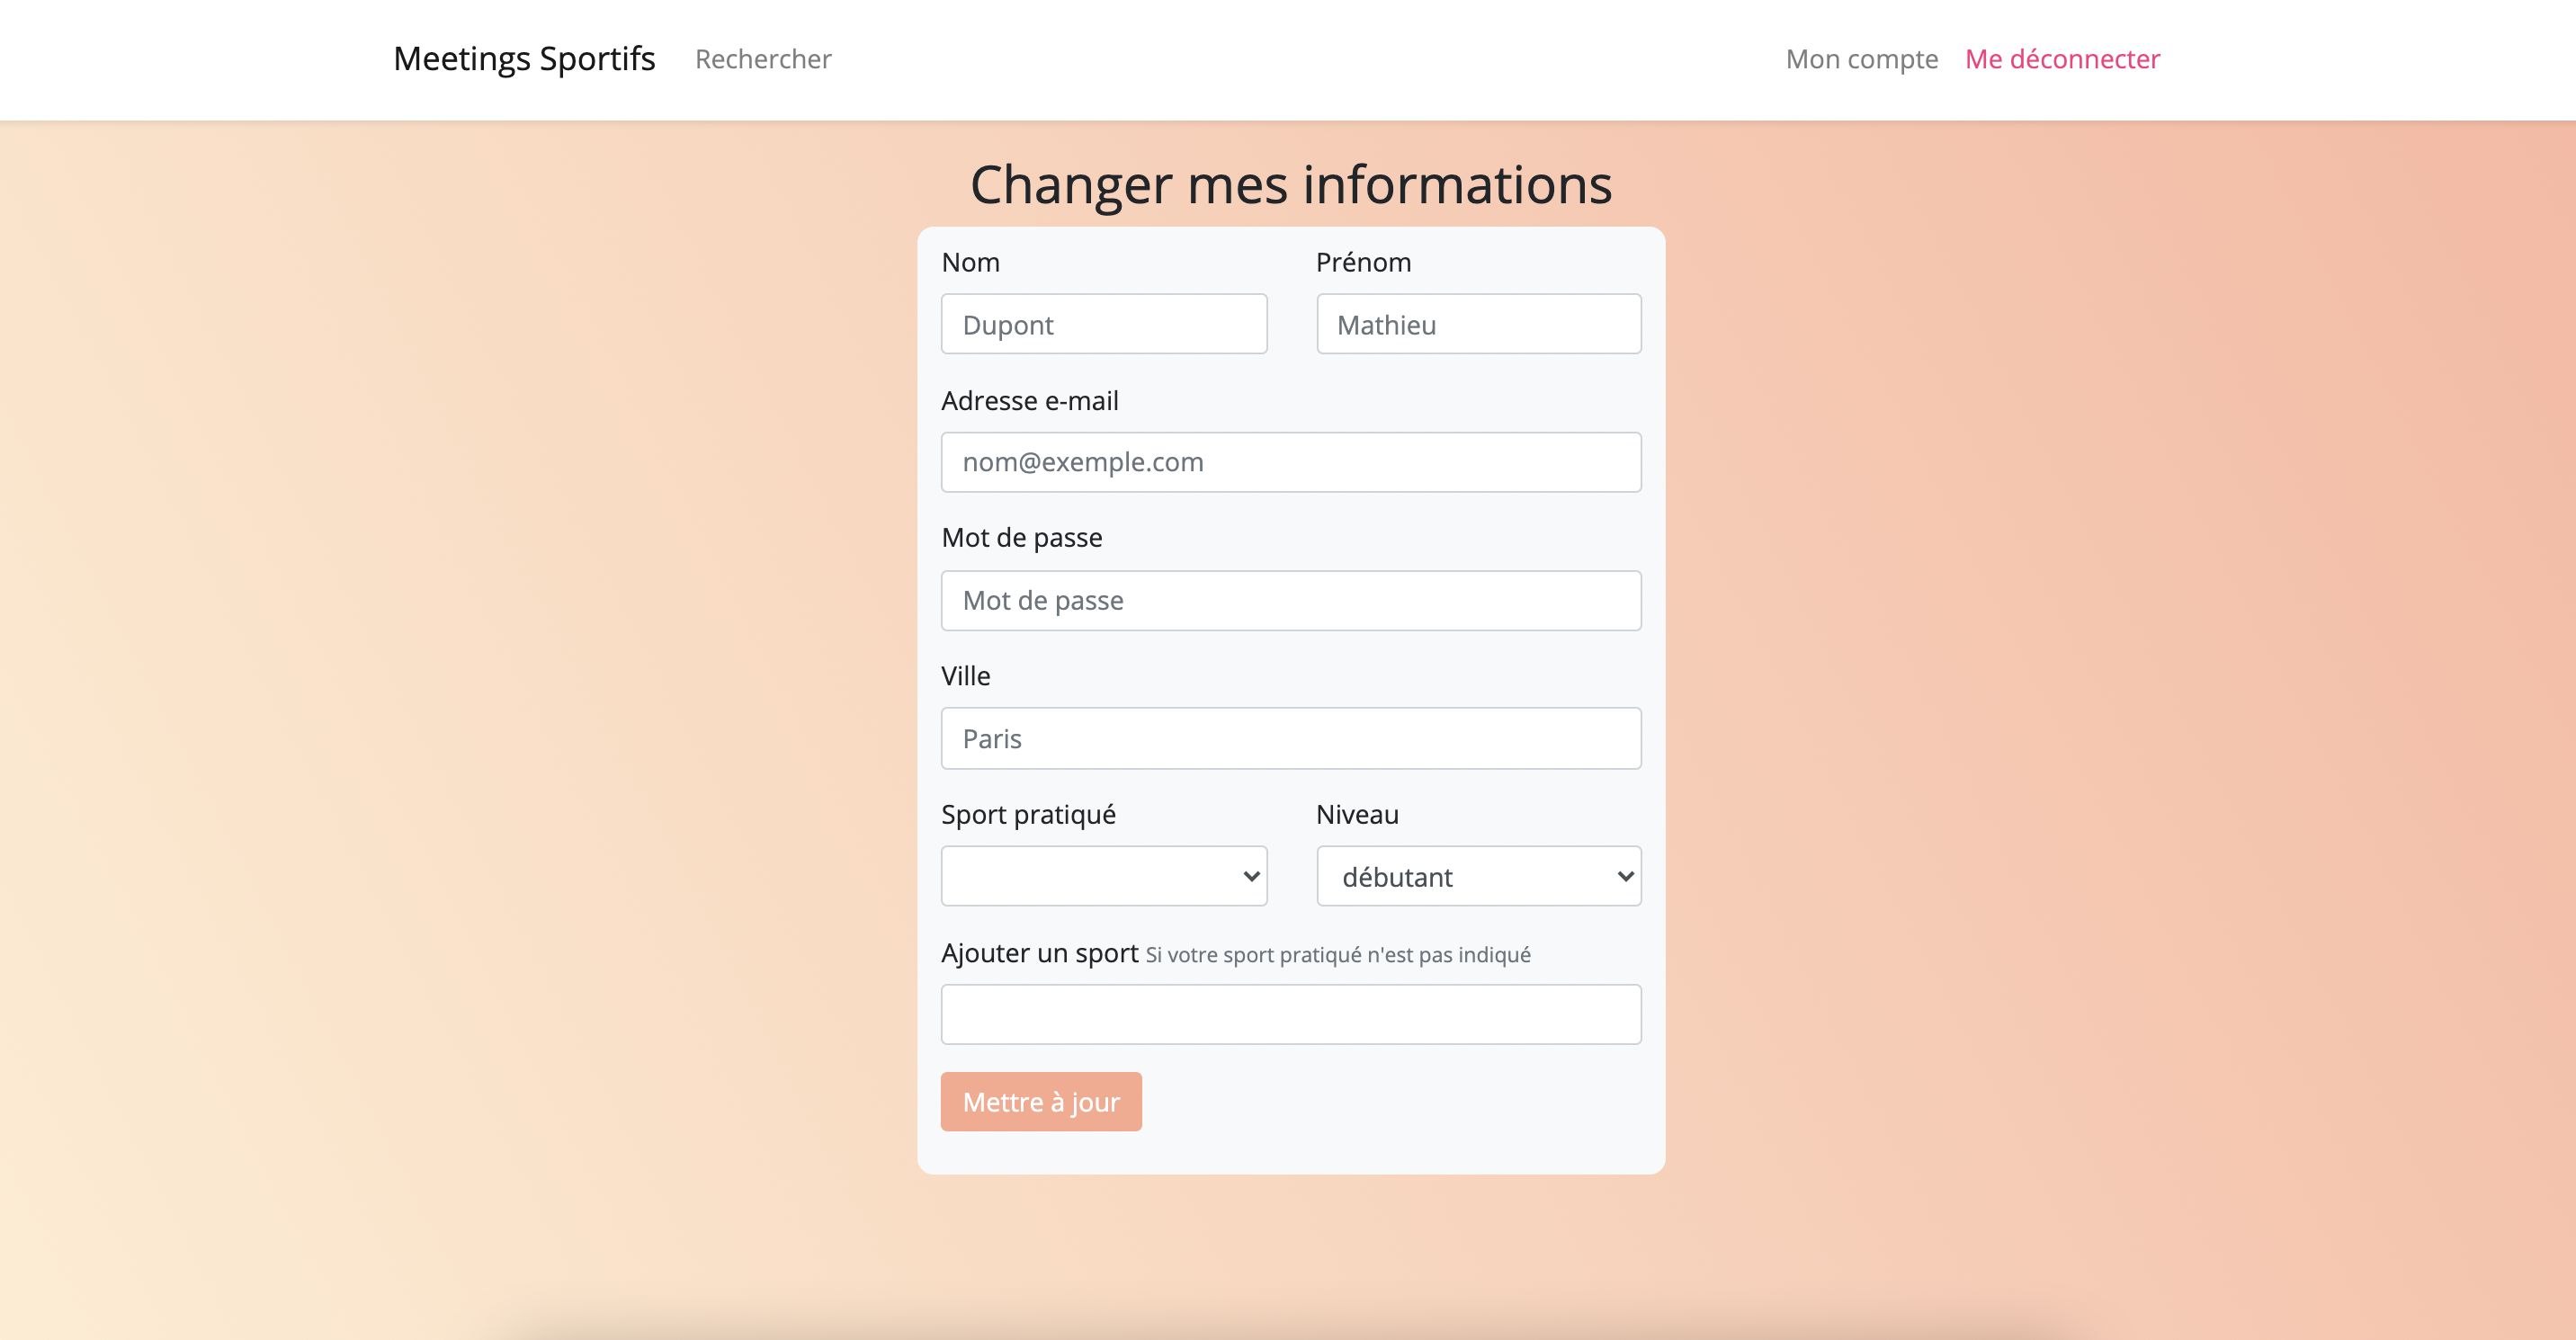 Meetings Sportifs Rechercher Mon compte Me déconnecter
Changer mes informations
Nom Prénom
Dupont Mathieu
Adresse e-mail
nom@exemple.com
Mot de passe
Mot de passe
Ville
Paris
Sport pratiqué Niveau
débutant
Ajouter un sport Si votre sport pratiqué n'est pas indiqué
Mettre à jour